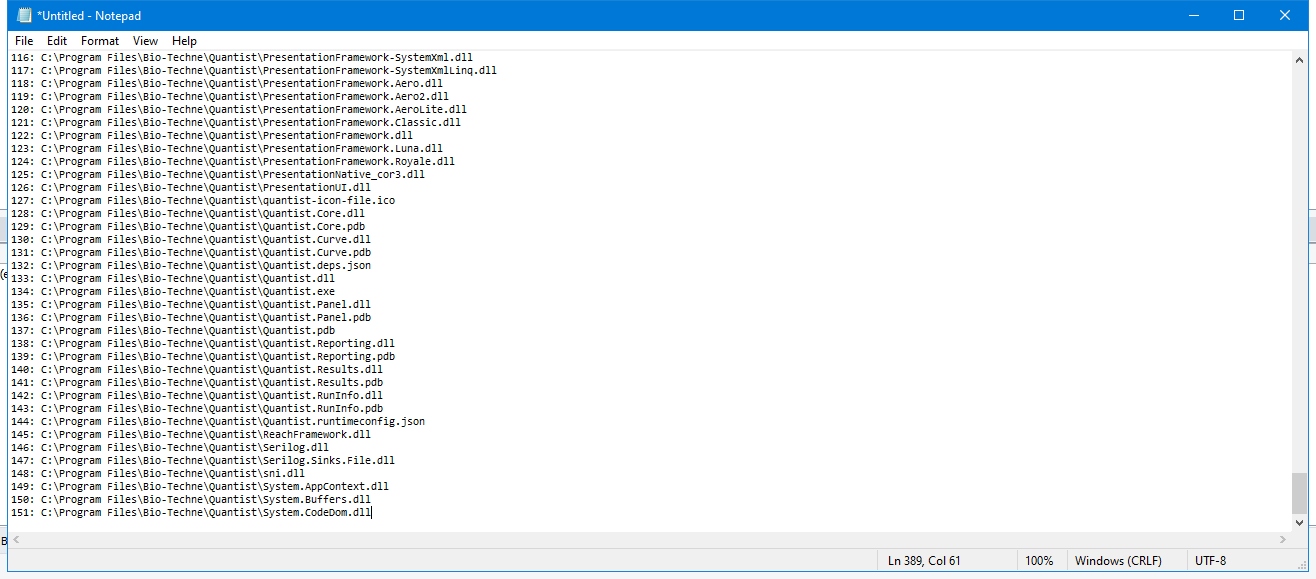 *Untitled - Notepad
File Edit Format View Help
116: C:\Program Files\Bio-Techne\Quantist\PresentationFramework-SystemXml.dll
117: C:\Program Files\Bio-Techne\Quantist\PresentationFramework-SystemXmlLinq.dll
118: C:\Program Files\Bio-Techne\Quantist\PresentationFramework.Aero.dll
119: C:\Program Files\Bio-Techne\Quantist\PresentationFramework.Aero2.dll
120: C:\Program Files\Bio-Techne\Quantist\PresentationFramework.AeroLite.dll
121: C:\Program Files\Bio-Techne\Quantist\PresentationFramework.Classic.dll
122: C:\Program Files\Bio-Techne\Quantist\PresentationFramework.dll
123: C:\Program Files\Bio-Techne\Quantist\PresentationFramework.Luna.dll
124: C:\Program Files\Bio-Techne\Quantist\PresentationFramework.Royale.dll
125: C:\Program Files\Bio-Techne\Quantist\PresentationNative_cor3.dll
126: C:\Program Files\Bio-Techne\Quantist\PresentationUI.dll
127: C:\Program Files\Bio-Techne\Quantist\quantist-icon-file.ico
128: C:\Program Files\Bio-Techne\Quantist\Quantist.Core.dll
129: C:\Program Files\Bio-Techne\Quantist\Quantist.Core.pdb
130: C:\Program Files\Bio-Techne\Quantist\Quantist.Curve.dll
131: C:\Program Files\Bio-Techne\Quantist\Quantist.Curve.pdb
132: C:\Program Files\Bio-Techne\Quantist\Quantist.deps.json
133: C:\Program Files\Bio-Techne\Quantist\Quantist.dll
134: C:\Program Files\Bio-Techne\Quantist\Quantist.exe
135: C:\Program Files\Bio-Techne\Quantist\Quantist.Panel.dll
136: C:\Program Files\Bio-Techne\Quantist\Quantist.Panel.pdb
137: C:\Program Files\Bio-Techne\Quantist\Quantist.pdb
138: C:\Program Files\Bio-Techne\Quantist\Quantist.Reporting.dll
139: C:\Program Files\Bio-Techne\Quantist\Quantist.Reporting.pdb
140: C:\Program Files\Bio-Techne\Quantist\Quantist.Results.dll
141: C:\Program Files\Bio-Techne\Quantist\Quantist.Results.pdb
142: C:\Program Files\Bio-Techne\Quantist\Quantist.RunInfo.dll
143: C:\Program Files\Bio-Techne\Quantist\Quantist.RunInfo.pdb
144: C:\Program Files\Bio-Techne\Quantist\Quantist.runtimeconfig.json
145: C:\Program Files\Bio-Techne\Quantist\ReachFramework.dll
146: C:\Program Files\Bio-Techne\Quantist\Serilog.dll
147: C:\Program Files\Bio-Techne\Quantist\Serilog.Sinks.File.dll
148: C:\Program Files\Bio-Techne\Quantist\sni.dll
149: C:\Program Files\Bio-Techne\Quantist\System.AppContext.dll
150: C:\Program Files\Bio-Techne\Quantist\System.Buffers.dll
151: C:\Program Files\Bio-Techne\Quantist\System.CodeDom.dll
Ln 389, Col 61 100% Windows (CRLF) UTF-8